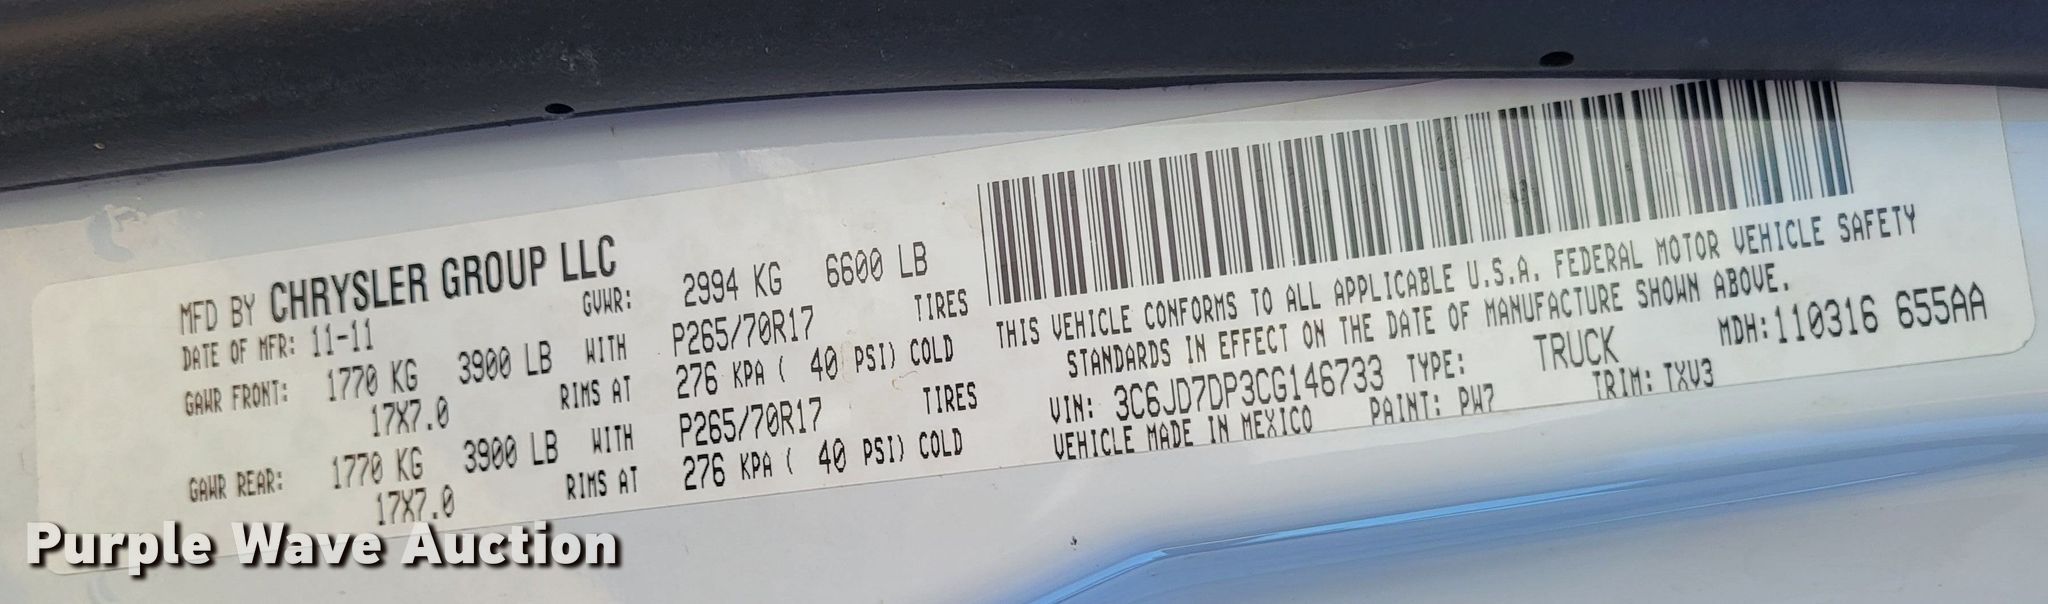 MFD BY CHRYSLER GROUP LLC
DATE OF MFR: 11-11 GVWR: 2994 KG 6600 LB
GAWR FRONT: 1770 KG 3900 LB WITH P265/70R17 TIRES
17X7.0 RIMS AT 276 KPA ( 40 PSI) COLD
GAWR REAR: 1770 KG 3900 LB WITH P265/70R17 TIRES
17X7.0 RIMS AT 276 KPA ( 40 PSI) COLD
THIS VEHICLE CONFORMS TO ALL APPLICABLE U.S.A. FEDERAL MOTOR VEHICLE SAFETY
STANDARDS IN EFFECT ON THE DATE OF MANUFACTURE SHOWN ABOVE.
VIN: 3C6JD7DP3CG146733 TYPE: TRUCK MDH:110316 655AA
VEHICLE MADE IN MEXICO PAINT: PW7 TRIM: TXV3
Purple Wave Auction